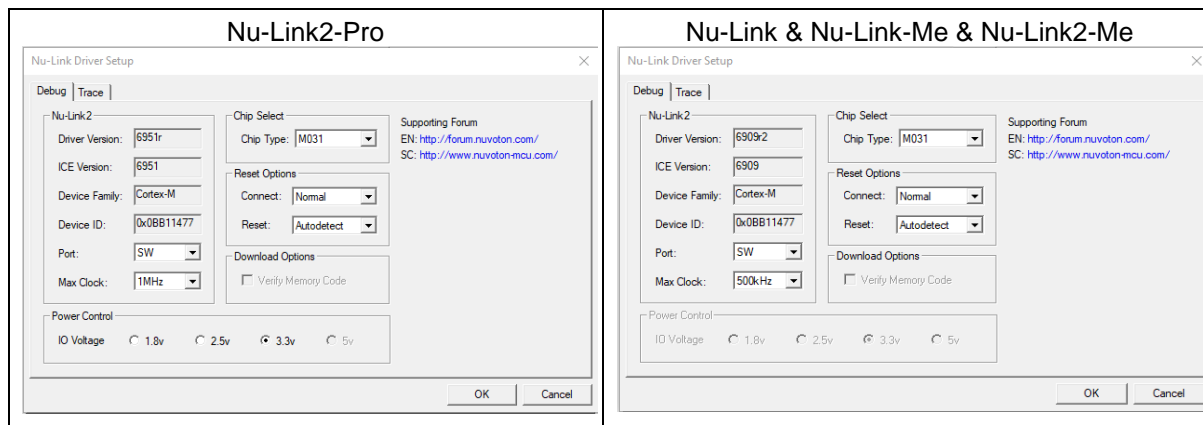 Nu-Link2-Pro
Nu-Link Driver Setup
Debug Trace
Nu-Link2
Driver Version: 6951r
ICE Version: 6951
Device Family: Cortex-M
Device ID: 0x0BB11477
Port: SW
Max Clock: 1MHz
Chip Select
Chip Type: M031
Reset Options
Connect: Normal
Reset: Autodetect
Download Options
Verify Memory Code
Supporting Forum
EN: http://forum.nuvoton.com/
SC: http://www.nuvoton-mcu.com/
Power Control
IO Voltage 1.8v 2.5v 3.3v 5v
OK Cancel
Nu-Link & Nu-Link-Me & Nu-Link2-Me
Nu-Link Driver Setup
Debug Trace
Nu-Link2
Driver Version: 6909r2
ICE Version: 6909
Device Family: Cortex-M
Device ID: 0x0BB11477
Port: SW
Max Clock: 500kHz
Chip Select
Chip Type: M031
Reset Options
Connect: Normal
Reset: Autodetect
Download Options
Verify Memory Code
Supporting Forum
EN: http://forum.nuvoton.com/
SC: http://www.nuvoton-mcu.com/
Power Control
IO Voltage 1.8v 2.5v 3.3v 5v
OK Cancel